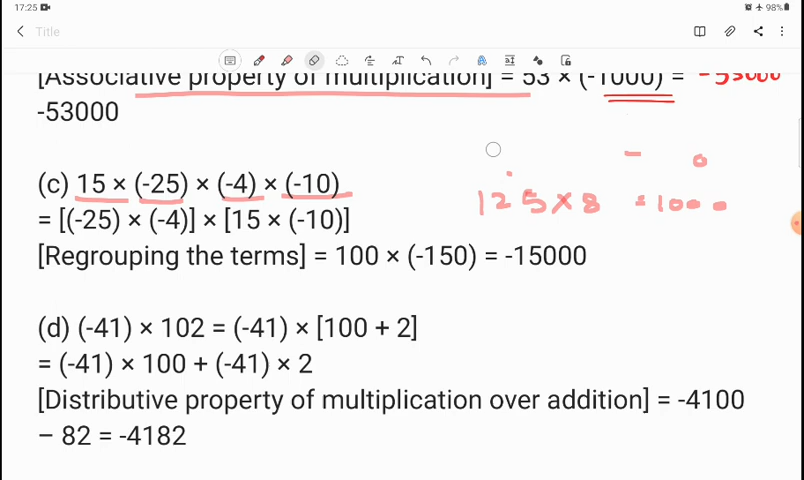 17:25 98%
Title
[Associative property of multiplication] = 53 × (-1000) = -53000
-53000
(c) 15 × (-25) × (-4) × (-10)
125×8 = 1000
= [(-25) × (-4)] × [15 × (-10)]
[Regrouping the terms] = 100 × (-150) = -15000
(d) (-41) × 102 = (-41) × [100 + 2]
= (-41) × 100 + (-41) × 2
[Distributive property of multiplication over addition] = -4100
– 82 = -4182